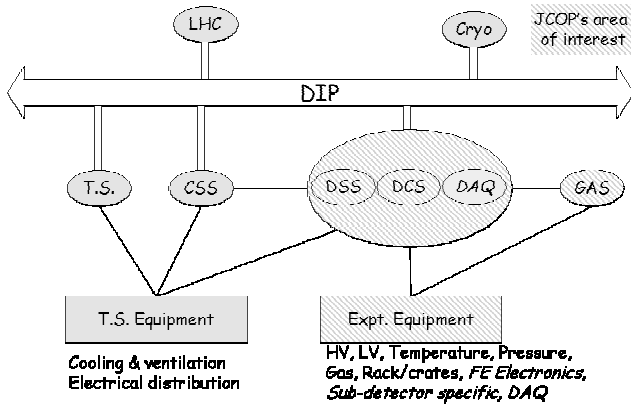 LHC
Cryo
JCOP's area
of interest
DIP
T.S.
CSS
DSS
DCS
DAQ
GAS
T.S. Equipment
Expt. Equipment
Cooling & ventilation
Electrical distribution
HV, LV, Temperature, Pressure,
Gas, Rack/crates, FE Electronics,
Sub-detector specific, DAQ